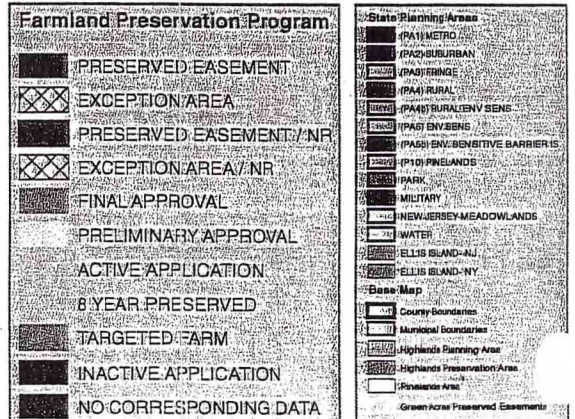 Farmland Preservation Program
PRESERVED EASEMENT
EXCEPTION AREA
PRESERVED EASEMENT / NR
EXCEPTION AREA / NR
FINAL APPROVAL
PRELIMINARY APPROVAL
ACTIVE APPLICATION
8 YEAR PRESERVED
TARGETED FARM
INACTIVE APPLICATION
NO CORRESPONDING DATA
State Planning Areas
(PA1) METRO
(PA2) SUBURBAN
(PA3) FRINGE
(PA4) RURAL
(PA4b) RURAL/ENV SENS
(PA5) ENV SENS
(PA5b) ENV. SENSITIVE BARRIER IS
(P10) PINELANDS
PARK
MILITARY
NEW JERSEY MEADOWLANDS
WATER
ELLIS ISLAND-NJ
ELLIS ISLAND-NY
Base Map
County Boundaries
Municipal Boundaries
Highlands Planning Area
Highlands Preservation Area
Pinelands Area
Green Acres Preserved Easements